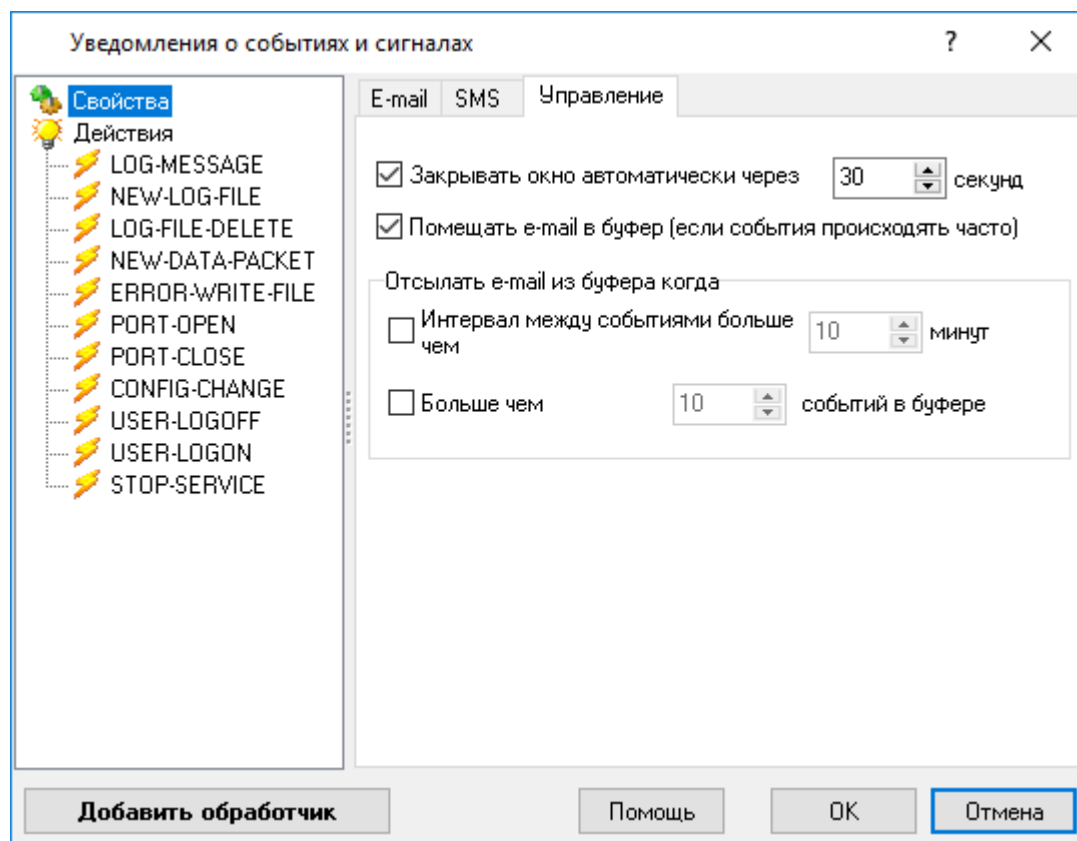 Уведомления о событиях и сигналах ?
Свойства
Действия
LOG-MESSAGE
NEW-LOG-FILE
LOG-FILE-DELETE
NEW-DATA-PACKET
ERROR-WRITE-FILE
PORT-OPEN
PORT-CLOSE
CONFIG-CHANGE
USER-LOGOFF
USER-LOGON
STOP-SERVICE
E-mail SMS Управление
Закрывать окно автоматически через 30 секунд
Помещать e-mail в буфер (если события происходять часто)
Отсылать e-mail из буфера когда
Интервал между событиями больше
чем 10 минут
Больше чем 10 событий в буфере
Добавить обработчик Помощь OK Отмена